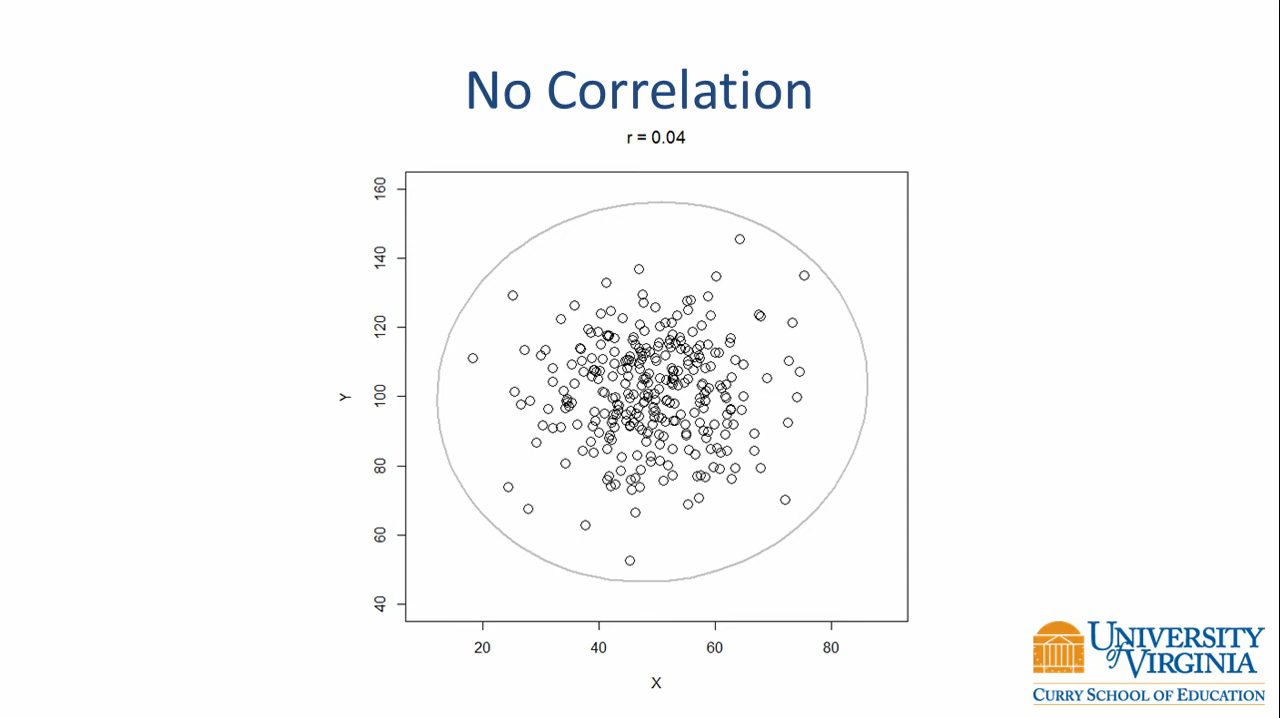 No Correlation
r = 0.04
160
140
120
100
80
60
40
Y
20 40 60 80
X
UNIVERSITY
of VIRGINIA
CURRY SCHOOL OF EDUCATION